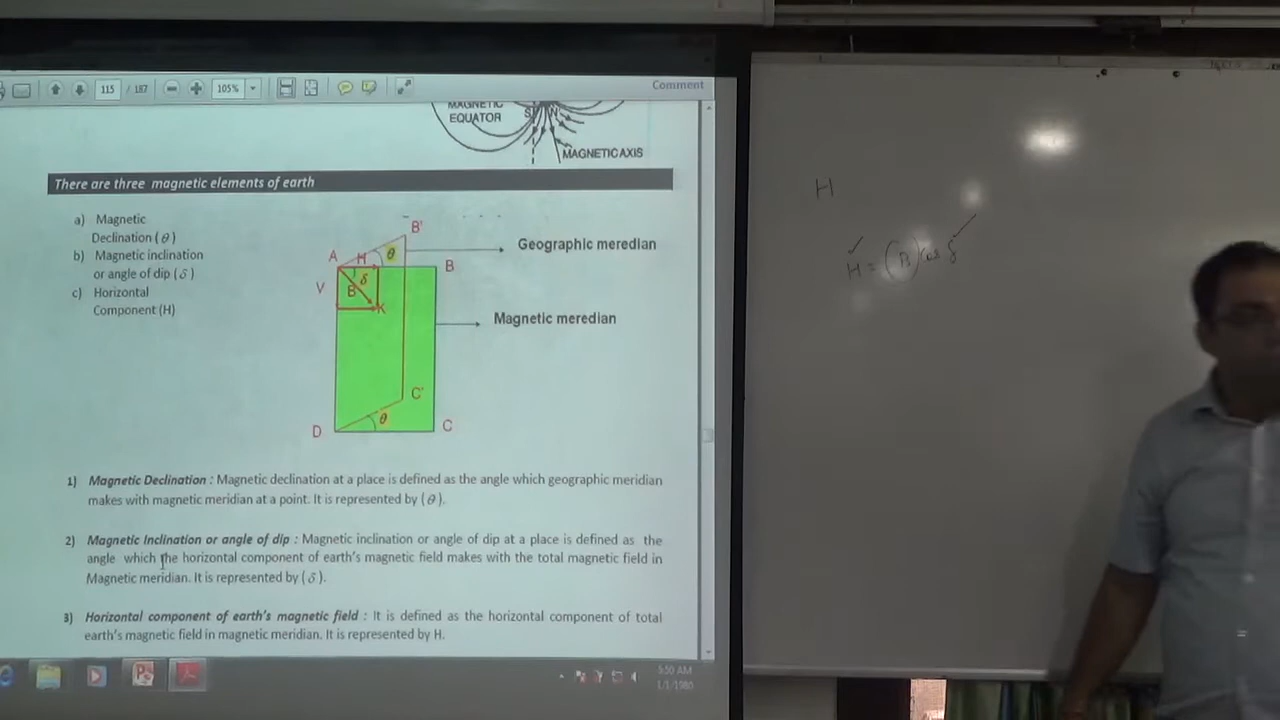 115 / 187
105%
Comment
MAGNETIC
EQUATOR
S N
MAGNETIC AXIS
There are three magnetic elements of earth
a) Magnetic
Declination ( θ )
b) Magnetic inclination
or angle of dip ( δ )
c) Horizontal
Component (H)
B'
Geographic meredian
A
H
θ
B
V
δ
B
K
Magnetic meredian
C'
D
θ
C
1) Magnetic Declination : Magnetic declination at a place is defined as the angle which geographic meridian
makes with magnetic meridian at a point. It is represented by ( θ ).
2) Magnetic Inclination or angle of dip : Magnetic inclination or angle of dip at a place is defined as the
angle which the horizontal component of earth's magnetic field makes with the total magnetic field in
Magnetic meridian. It is represented by ( δ ).
3) Horizontal component of earth's magnetic field : It is defined as the horizontal component of total
earth's magnetic field in magnetic meridian. It is represented by H.
5:50 AM
1/1/1980
H
H = (B) cos δ